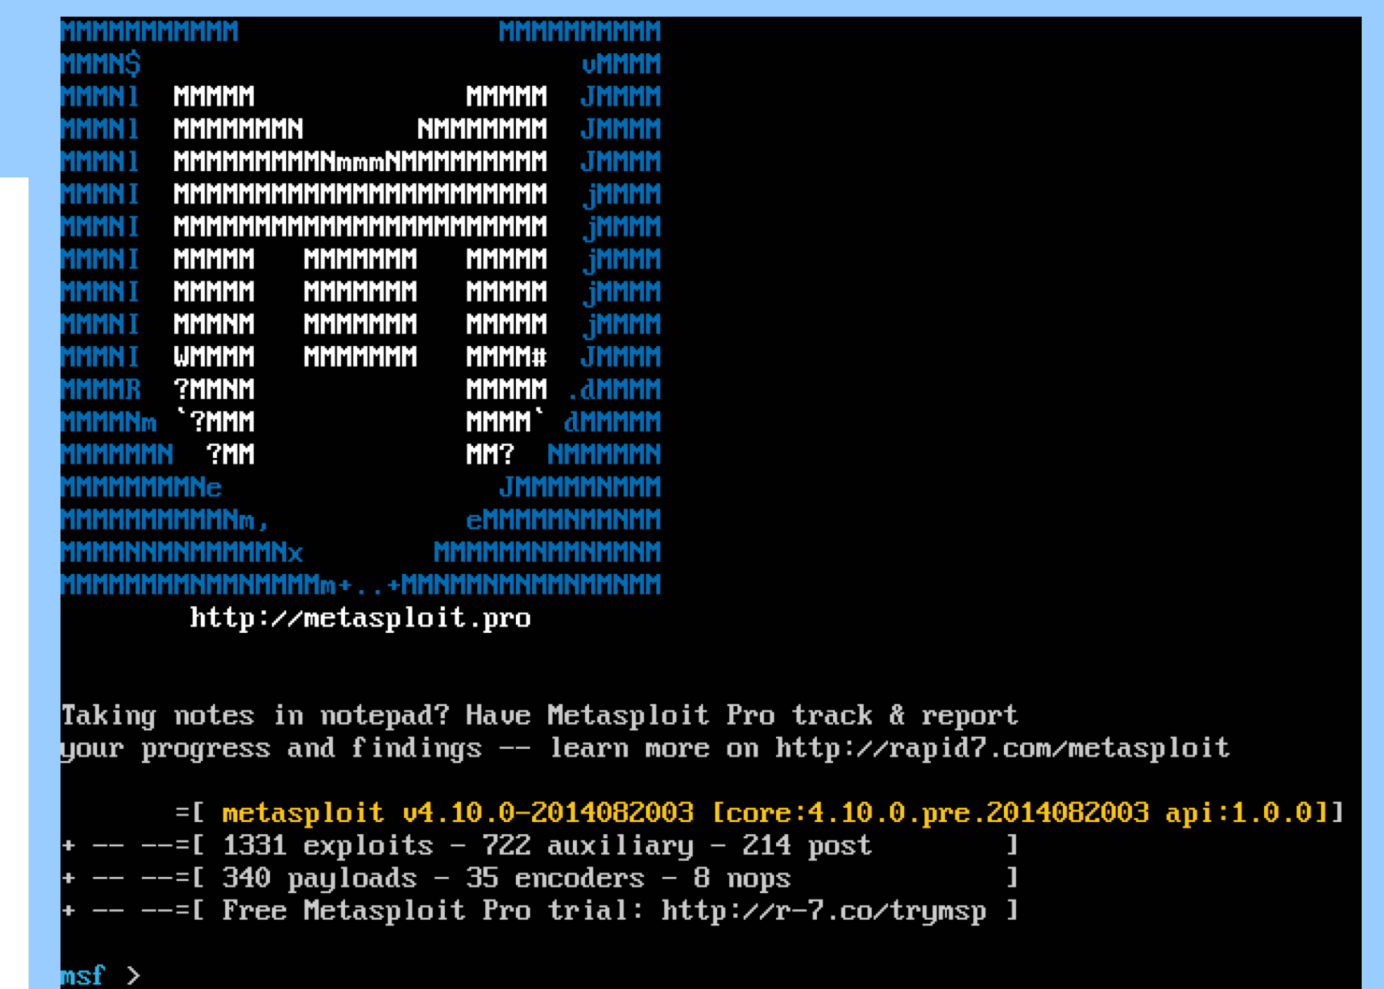 MMMMMMMMMMM                MMMMMMMMMM
MMMN$                           vMMMM
MMMNl  MMMMM             MMMMM  JMMMM
MMMNl  MMMMMMMN       NMMMMMMM  JMMMM
MMMNl  MMMMMMMMMNmmmNMMMMMMMMM  JMMMM
MMMNI  MMMMMMMMMMMMMMMMMMMMMMM  jMMMM
MMMNI  MMMMMMMMMMMMMMMMMMMMMMM  jMMMM
MMMNI  MMMMM   MMMMMMM   MMMMM  jMMMM
MMMNI  MMMMM   MMMMMMM   MMMMM  jMMMM
MMMNI  MMMNM   MMMMMMM   MMMMM  jMMMM
MMMNI  WMMMM   MMMMMMM   MMMM#  JMMMM
MMMMR  ?MMNM             MMMMM .dMMMM
MMMMNm `?MMM             MMMM` dMMMMM
MMMMMMN  ?MM             MM?  NMMMMMN
MMMMMMMMNe                 JMMMMMNMMM
MMMMMMMMMMNm,            eMMMMMNMMNMM
MMMMNNMNMMMMMNx        MMMMMMNMMNMMNM
MMMMMMMMNMMNMMMMm+..+MMNMMNMNMMNMMNMM
http://metasploit.pro
Taking notes in notepad? Have Metasploit Pro track & report
your progress and findings -- learn more on http://rapid7.com/metasploit
=[ metasploit v4.10.0-2014082003 [core:4.10.0.pre.2014082003 api:1.0.0]]
+ -- --=[ 1331 exploits - 722 auxiliary - 214 post        ]
+ -- --=[ 340 payloads - 35 encoders - 8 nops             ]
+ -- --=[ Free Metasploit Pro trial: http://r-7.co/trymsp ]
msf >